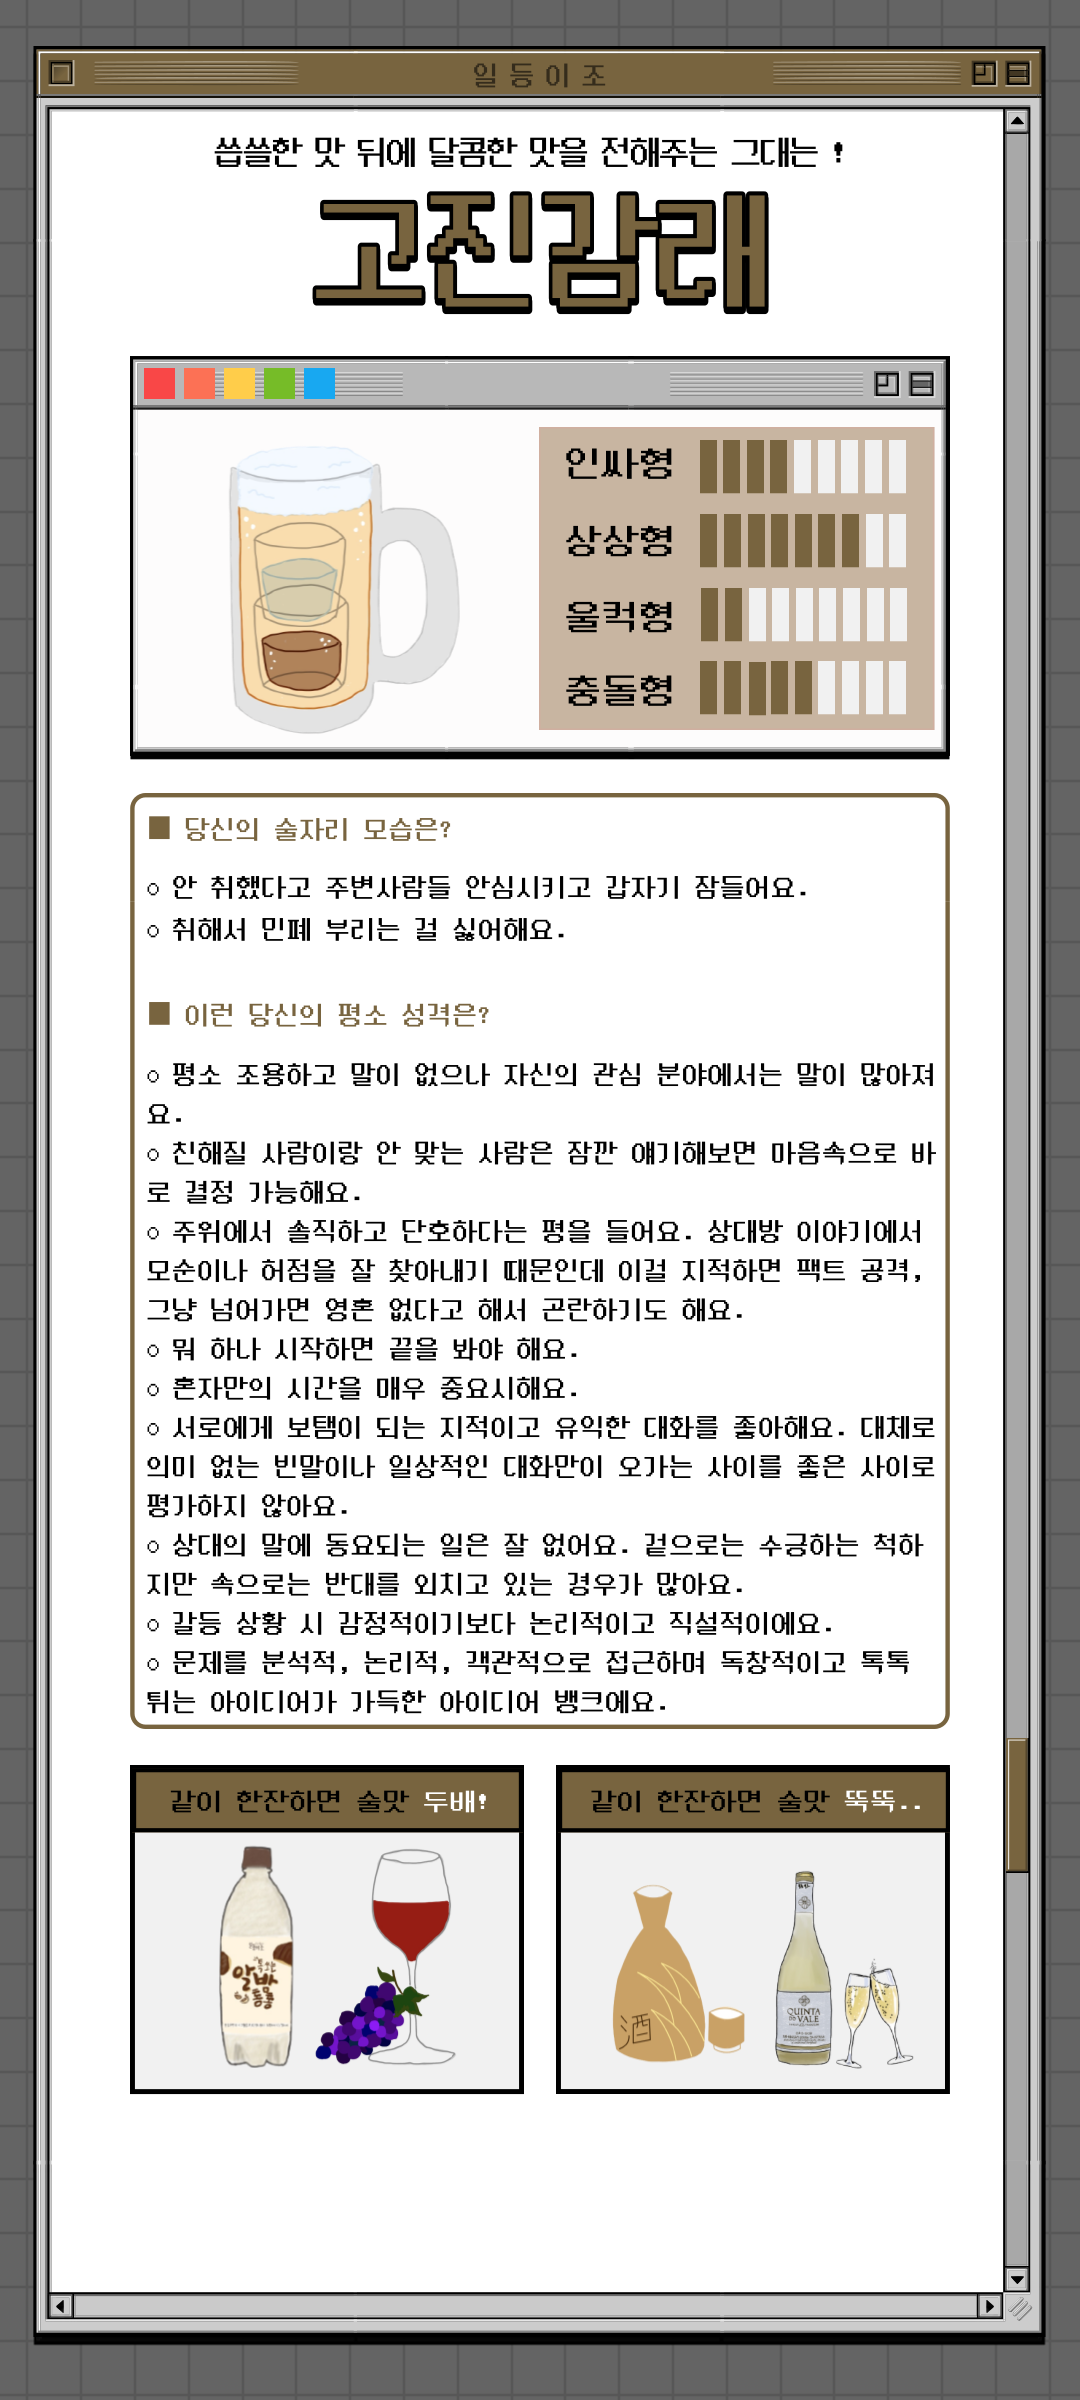 일등이조
씁쓸한 맛 뒤에 달콤한 맛을 전해주는 그대는 !
고진감래
인싸형
상상형
울컥형
충돌형
■ 당신의 술자리 모습은?
○ 안 취했다고 주변사람들 안심시키고 갑자기 잠들어요.
○ 취해서 민폐 부리는 걸 싫어해요.
■ 이런 당신의 평소 성격은?
○ 평소 조용하고 말이 없으나 자신의 관심 분야에서는 말이 많아져
요.
○ 친해질 사람이랑 안 맞는 사람은 잠깐 얘기해보면 마음속으로 바
로 결정 가능해요.
○ 주위에서 솔직하고 단호하다는 평을 들어요. 상대방 이야기에서
모순이나 허점을 잘 찾아내기 때문인데 이걸 지적하면 팩트 공격,
그냥 넘어가면 영혼 없다고 해서 곤란하기도 해요.
○ 뭐 하나 시작하면 끝을 봐야 해요.
○ 혼자만의 시간을 매우 중요시해요.
○ 서로에게 보탬이 되는 지적이고 유익한 대화를 좋아해요. 대체로
의미 없는 빈말이나 일상적인 대화만이 오가는 사이를 좋은 사이로
평가하지 않아요.
○ 상대의 말에 동요되는 일은 잘 없어요. 겉으로는 수긍하는 척하
지만 속으로는 반대를 외치고 있는 경우가 많아요.
○ 갈등 상황 시 감정적이기보다 논리적이고 직설적이에요.
○ 문제를 분석적, 논리적, 객관적으로 접근하며 독창적이고 톡톡
튀는 아이디어가 가득한 아이디어 뱅크에요.
같이 한잔하면 술맛 두배!
같이 한잔하면 술맛 뚝뚝..
알밤
동동
酒
QUINTA
DE VALE